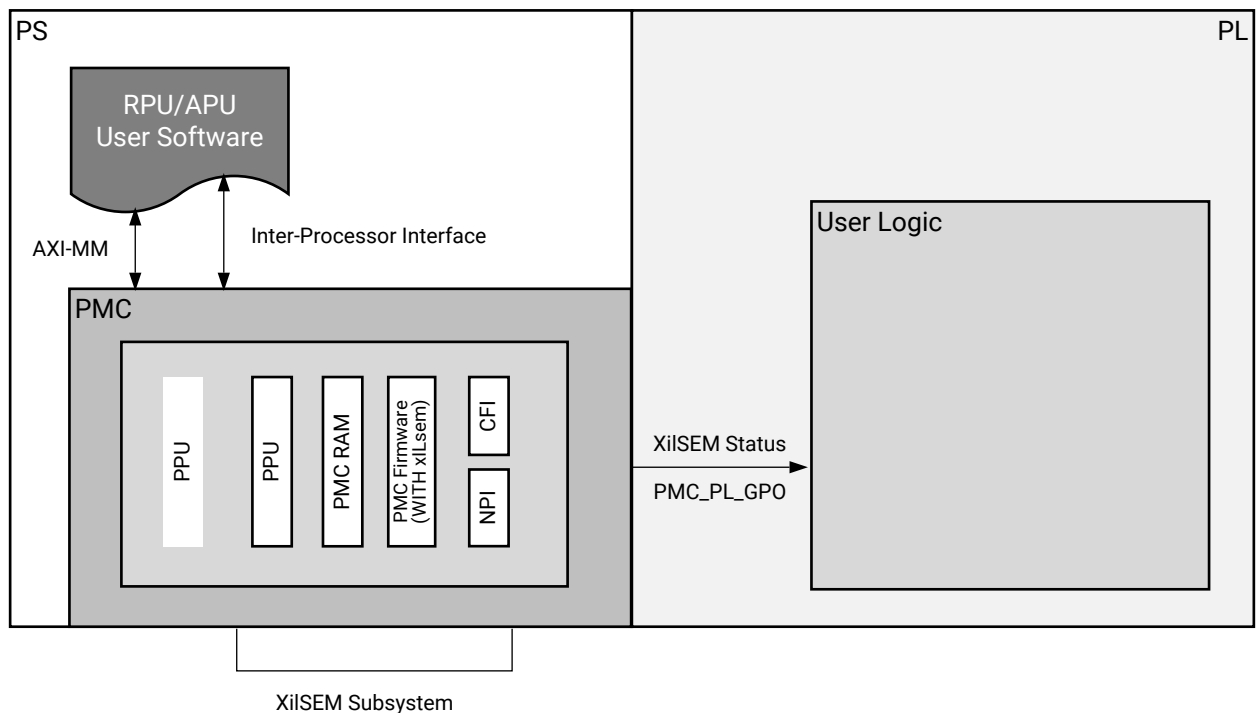 PS
PL
RPU/APU
User Software
AXI-MM
Inter-Processor Interface
User Logic
PMC
PPU
PPU
PMC RAM
PMC Firmware
(WITH xILsem)
CFI
NPI
XilSEM Status
PMC_PL_GPO
XilSEM Subsystem